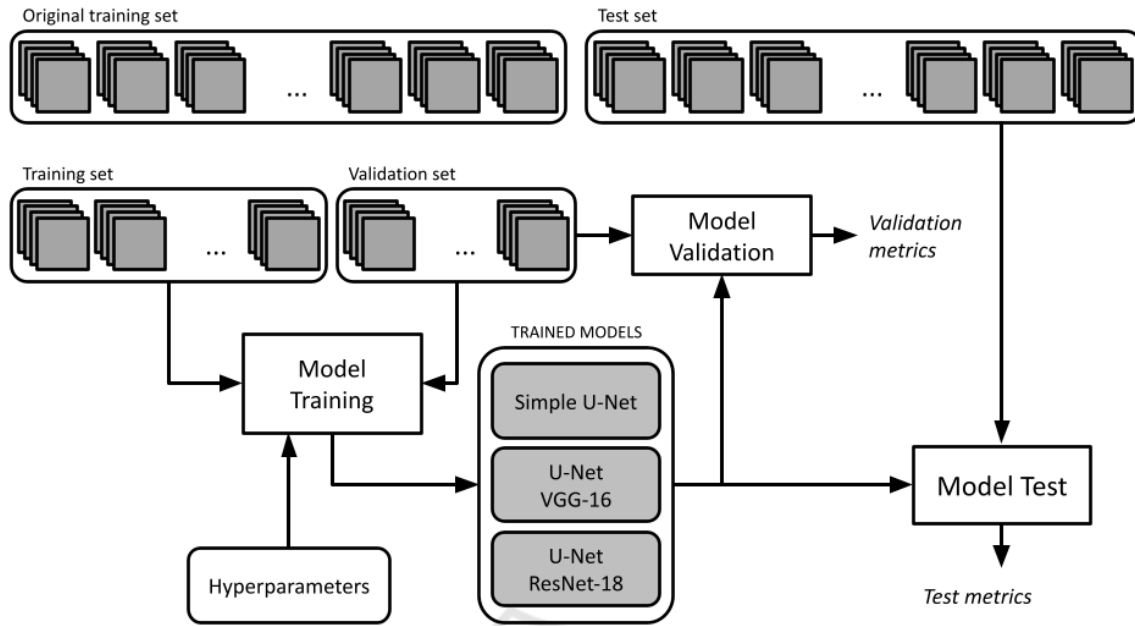 Original training set
Test set
...
...
Training set
Validation set
...
...
Model
Validation
Validation
metrics
TRAINED MODELS
Model
Training
Simple U-Net
U-Net
VGG-16
U-Net
ResNet-18
Model Test
Hyperparameters
Test metrics